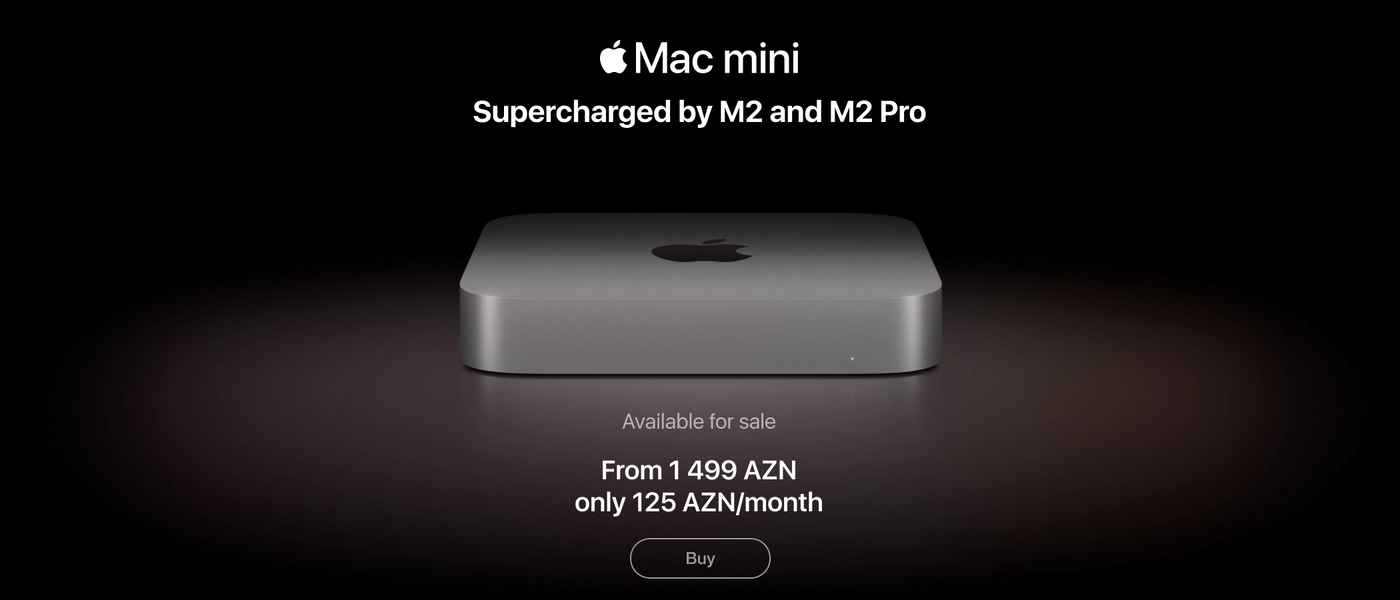 Mac mini
Supercharged by M2 and M2 Pro
Available for sale
From 1 499 AZN
only 125 AZN/month
Buy